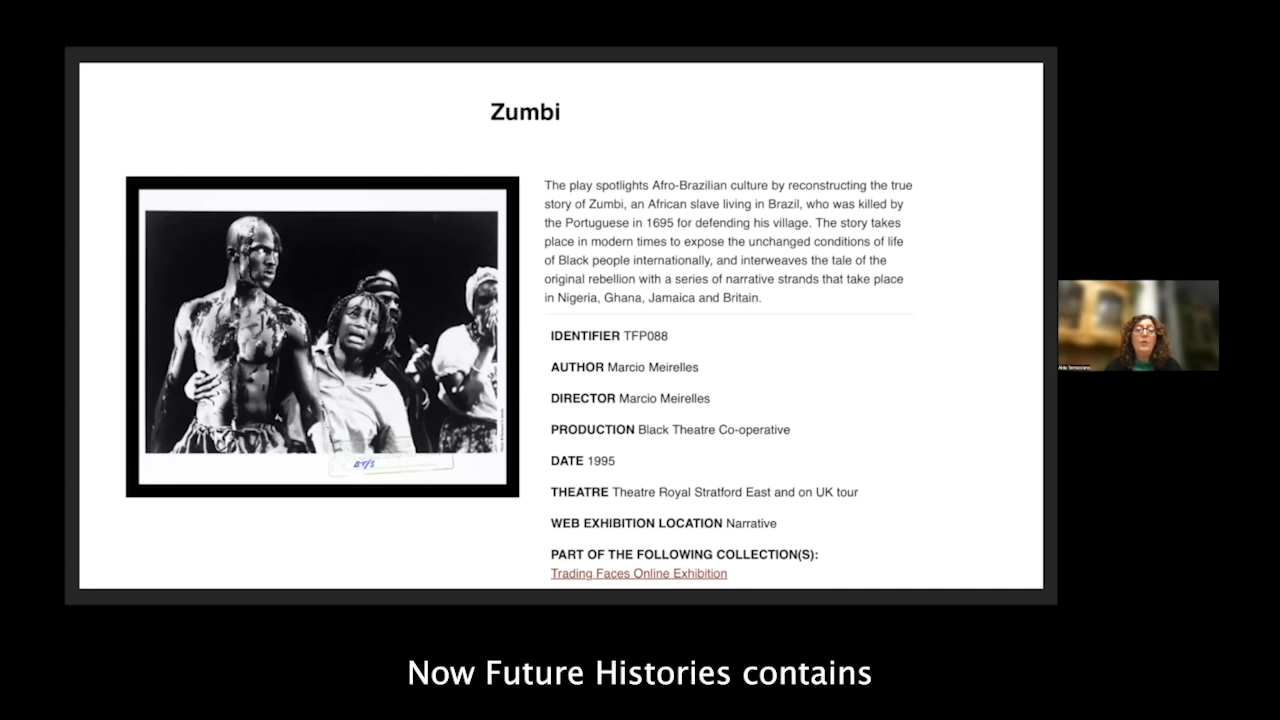 Zumbi
The play spotlights Afro-Brazilian culture by reconstructing the true
story of Zumbi, an African slave living in Brazil, who was killed by
the Portuguese in 1695 for defending his village. The story takes
place in modern times to expose the unchanged conditions of life
of Black people internationally, and interweaves the tale of the
original rebellion with a series of narrative strands that take place
in Nigeria, Ghana, Jamaica and Britain.
IDENTIFIER TFP088
AUTHOR Marcio Meirelles
DIRECTOR Marcio Meirelles
PRODUCTION Black Theatre Co-operative
DATE 1995
THEATRE Theatre Royal Stratford East and on UK tour
WEB EXHIBITION LOCATION Narrative
PART OF THE FOLLOWING COLLECTION(S):
Trading Faces Online Exhibition
Now Future Histories contains